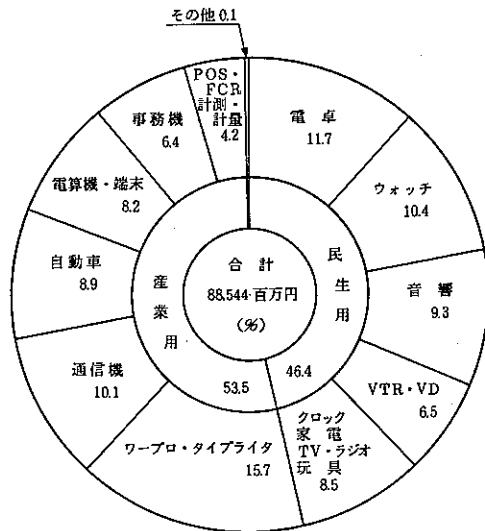 その他 0.1
電卓
11.7
ウォッチ
10.4
音響
9.3
VTR・VD
6.5
クロック
家電
TV・ラジオ
玩具
8.5
ワープロ・タイプライタ
15.7
通信機
10.1
自動車
8.9
電算機・端末
8.2
事務機
6.4
POS・
FCR
計測・
計量
4.2
民生用
46.4
産業用
53.5
合計
88.544百万円
(%)